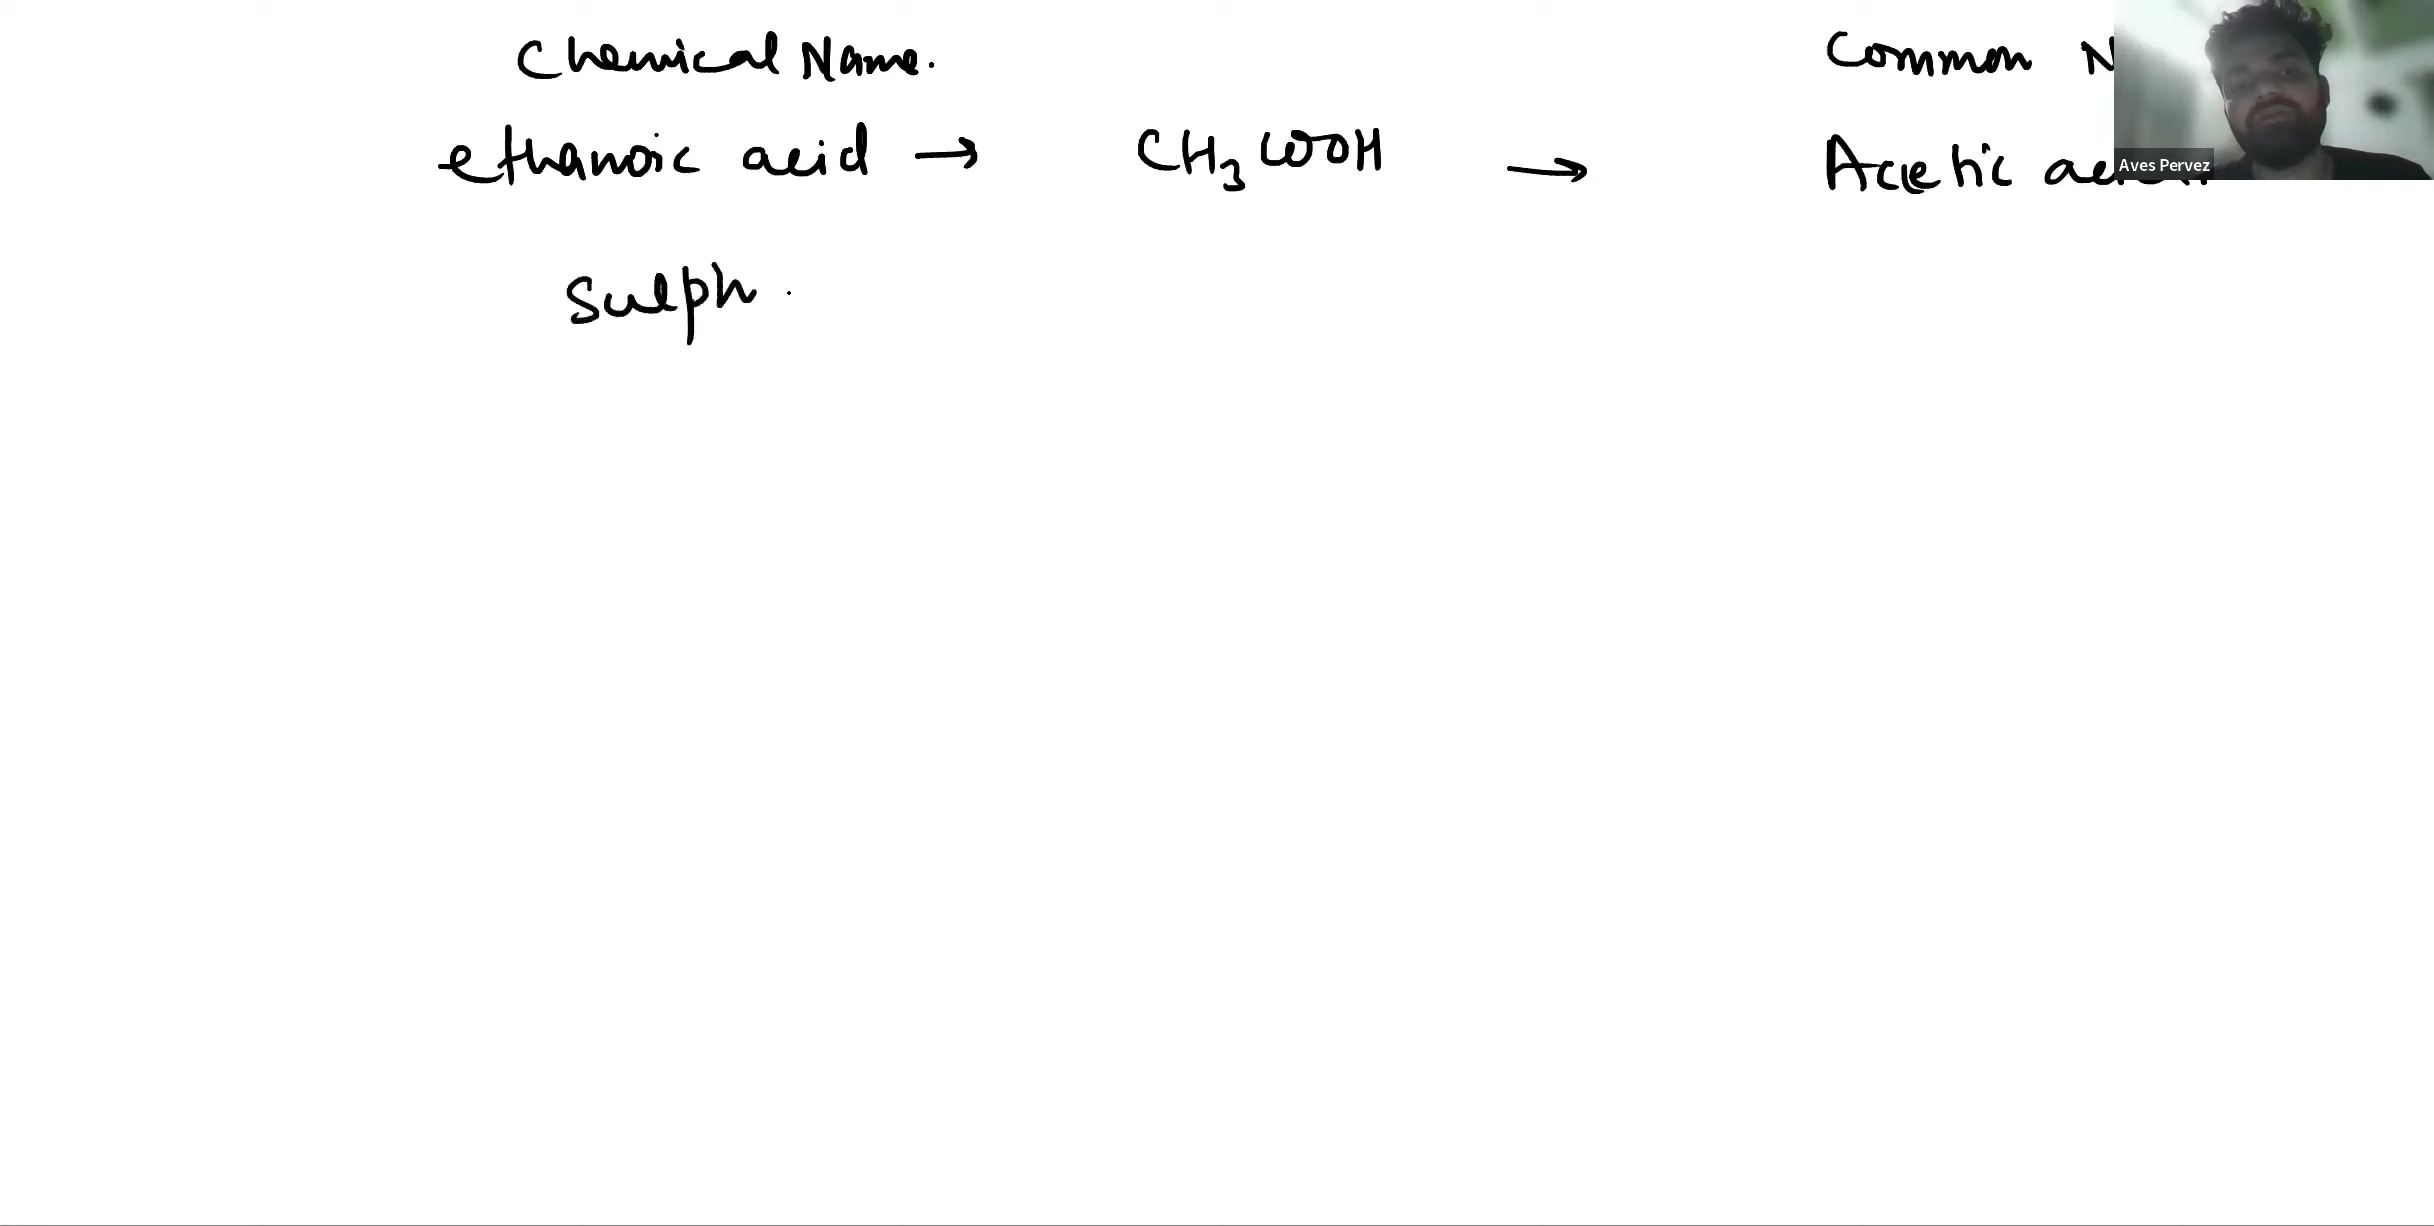 Chemical Name. Common N
ethanoic acid → CH₃COOH → Acetic
Aves Pervez
Sulph